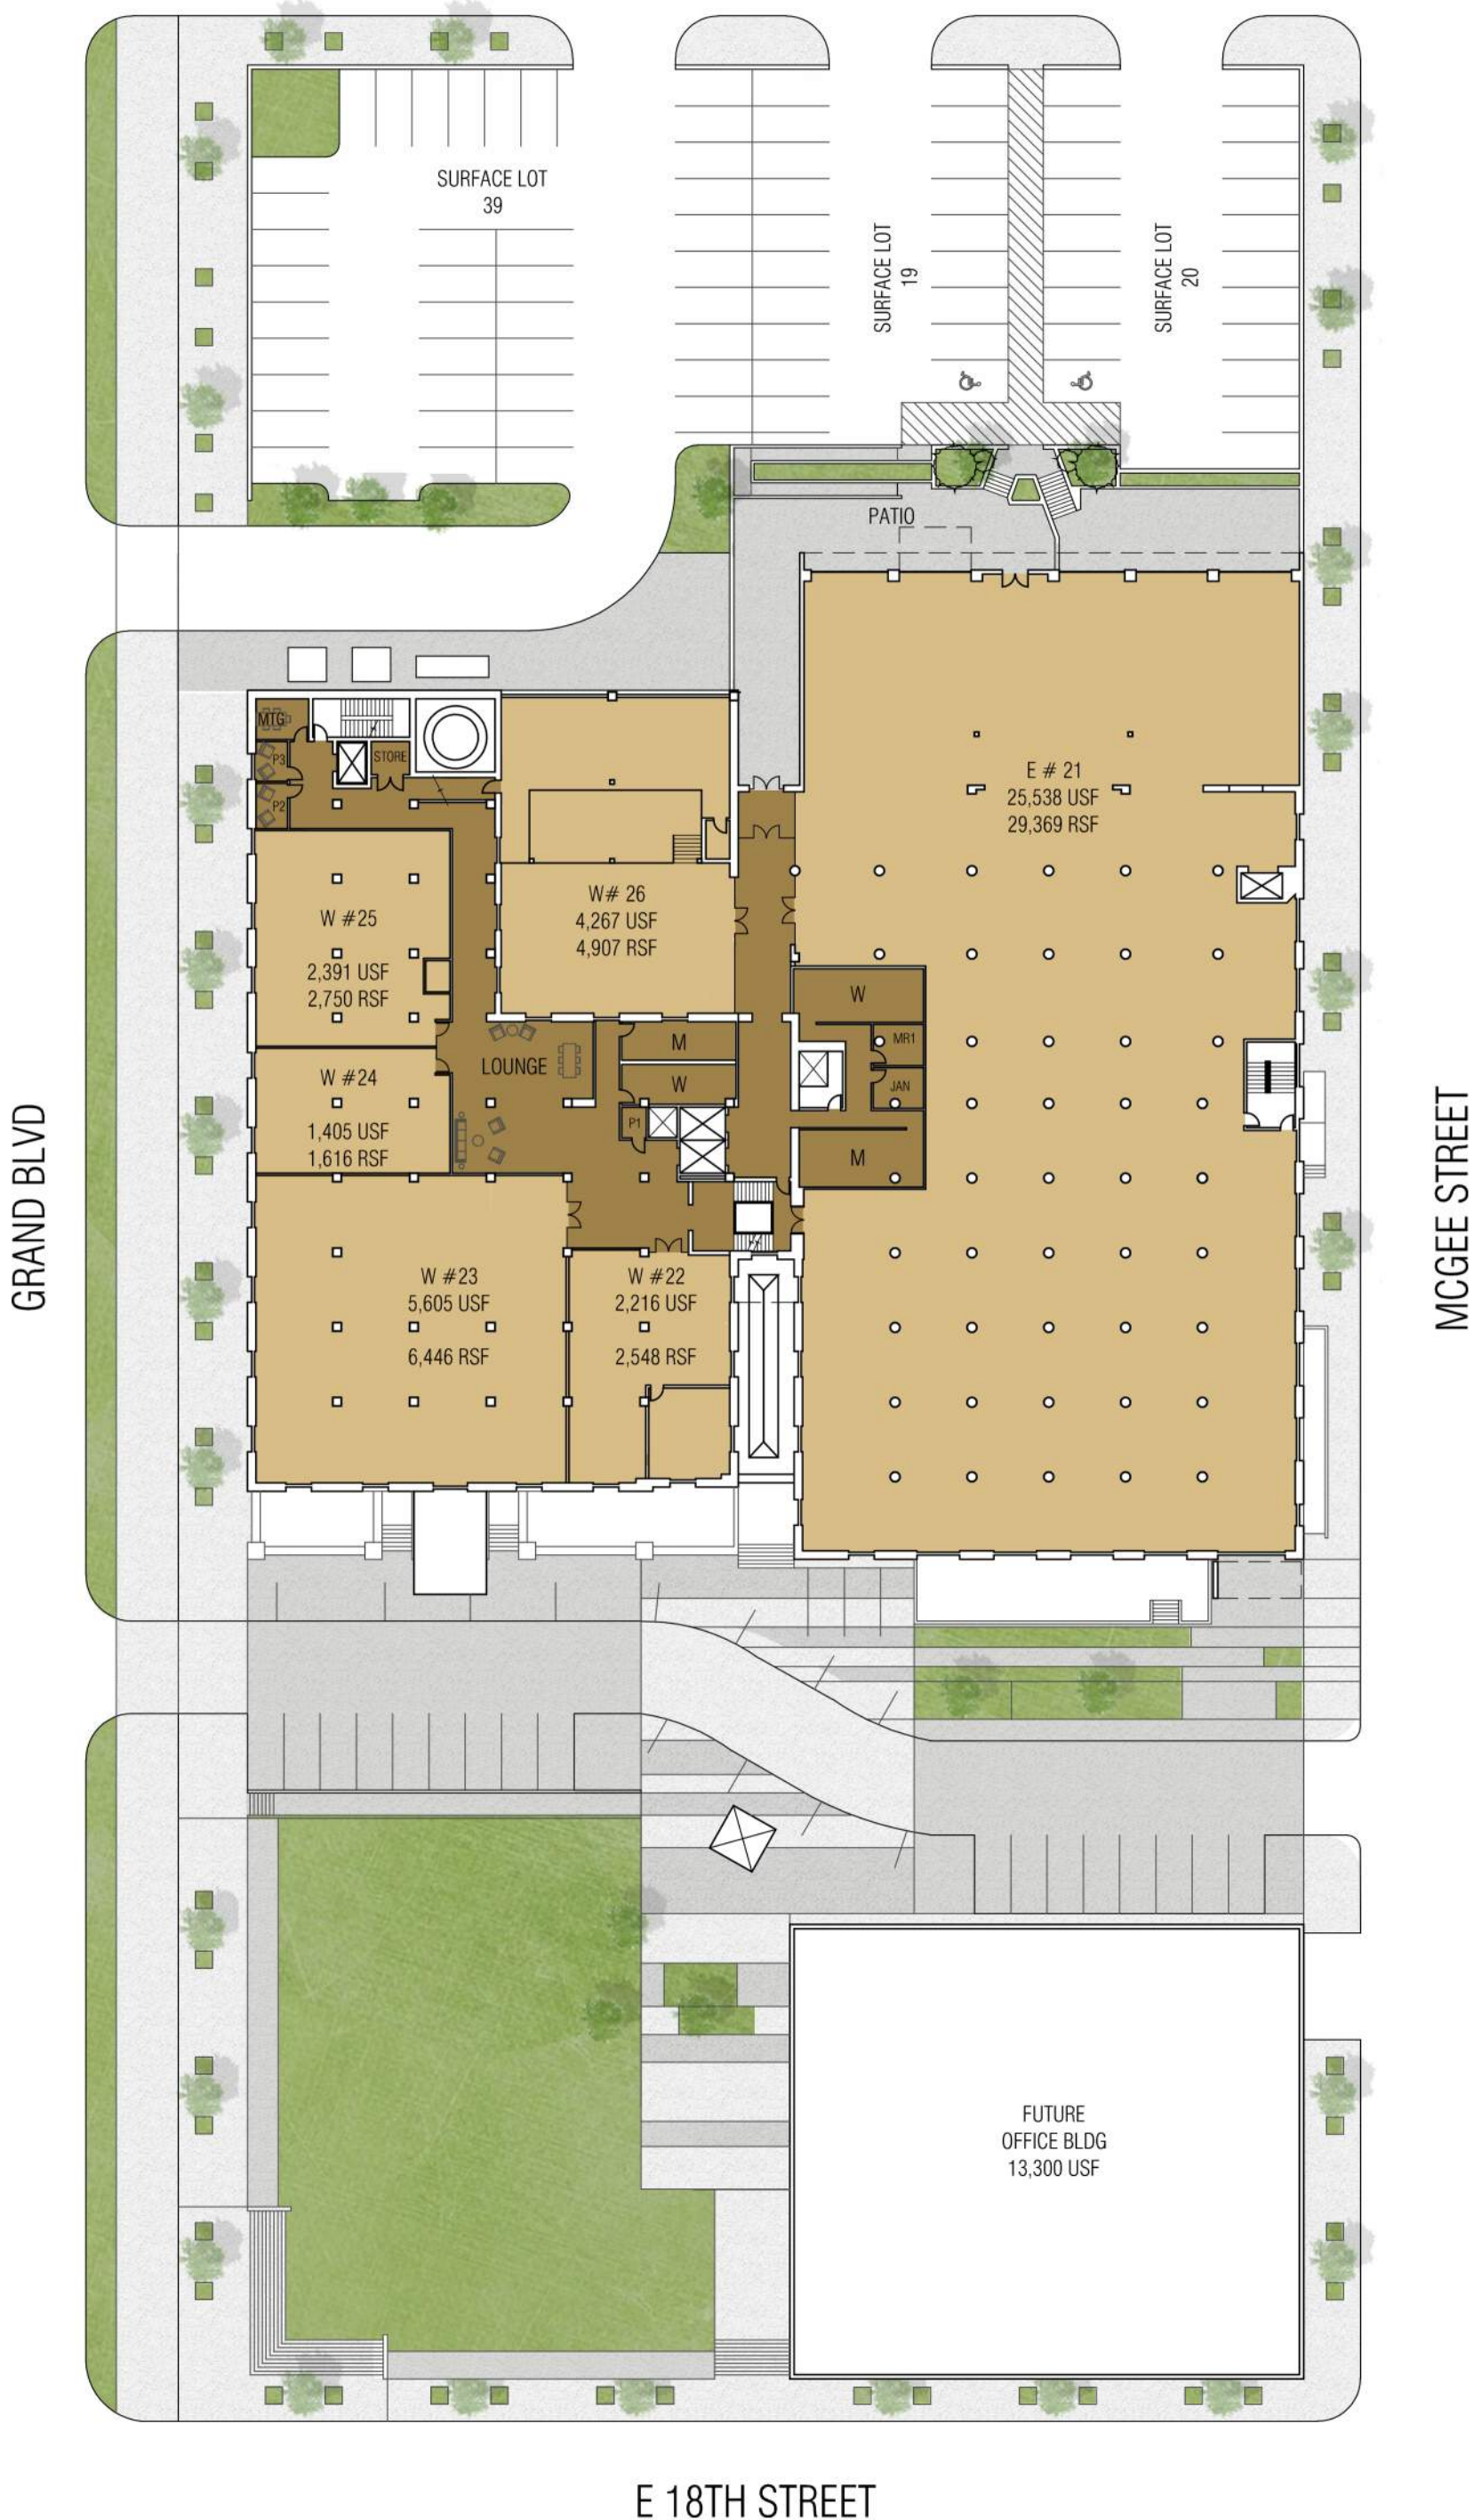 SURFACE LOT
39
SURFACE LOT
19
SURFACE LOT
20
PATIO
MTG
P3
STORE
P2
E # 21
25,538 USF
29,369 RSF
W# 26
4,267 USF
4,907 RSF
W #25
2,391 USF
2,750 RSF
W
MR1
M
LOUNGE
W #24
W
JAN
1,405 USF
1,616 RSF
P1
M
GRAND BLVD
MCGEE STREET
W #23
5,605 USF
6,446 RSF
W #22
2,216 USF
2,548 RSF
FUTURE
OFFICE BLDG
13,300 USF
E 18TH STREET